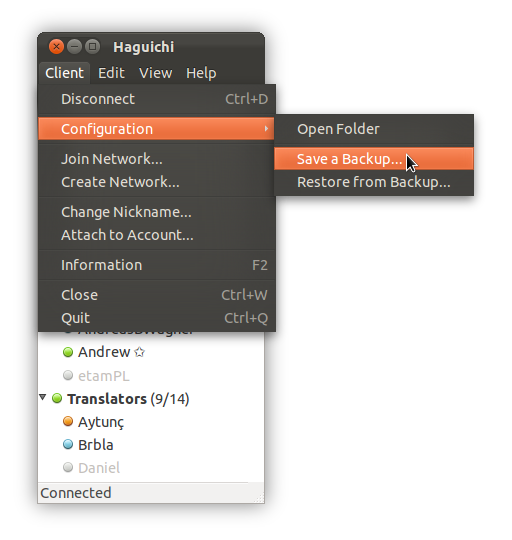 Haguichi
Client Edit View Help
Disconnect Ctrl+D
Configuration
Open Folder
Save a Backup...
Restore from Backup...
Join Network...
Create Network...
Change Nickname...
Attach to Account...
Information F2
Close Ctrl+W
Quit Ctrl+Q
Andrew
etamPL
Translators (9/14)
Aytunç
Brbla
Daniel
Connected